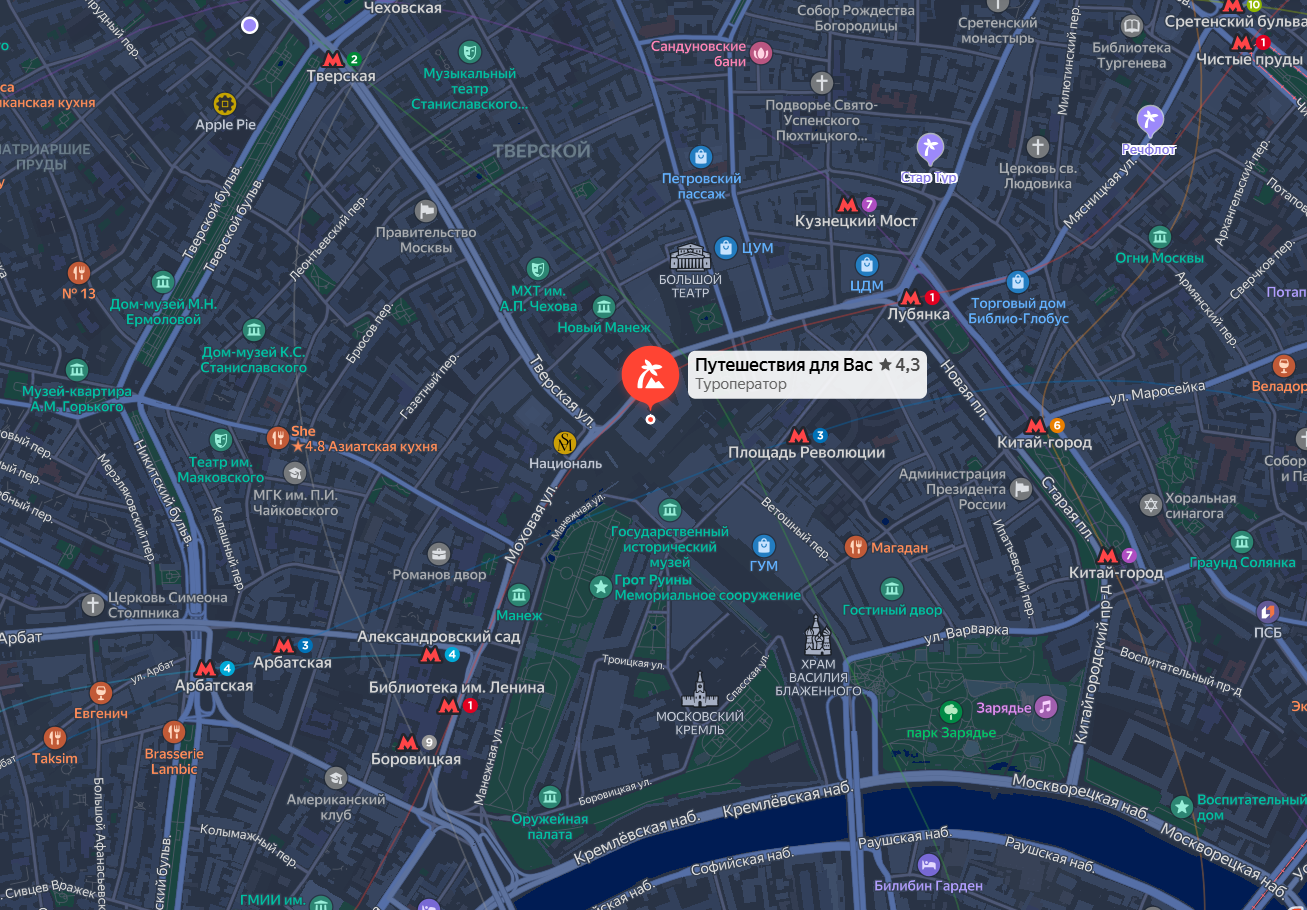 Чеховская
Собор Рождества
Богородицы
Сретенский
монастырь
10
Сретенский бульва
1
Чистые пруды
Библиотека
Тургенева
Милютинский пер.
Сандуновские
бани
2
Тверская
Музыкальный
театр
Станиславского...
иканская кухня
Apple Pie
Подворье Свято-
Успенского
Пюхтицкого...
Речфлот
Стар Тур
Церковь св.
Людовика
Мясницкая ул.
Архангельский пер.
ПАТРИАРШИЕ
ПРУДЫ
ТВЕРСКОЙ
Петровский
пассаж
7
Кузнецкий Мост
Тверской бульв.
Тверской бульв.
Леонтьевский пер.
Правительство
Москвы
ЦУМ
БОЛЬШОЙ
ТЕАТР
ЦДМ
Огни Москвы
Сверчков пер.
Армянский пер.
№ 13
Дом-музей М.Н.
Ермоловой
МХТ им.
А.П. Чехова
Новый Манеж
1
Лубянка
Торговый дом
Библио-Глобус
Дом-музей К.С.
Станиславского
Брюсов пер.
Газетный пер.
Тверская ул.
Путешествия для Вас ★ 4,3
Туроператор
Новая пл.
ул. Маросейка
Музей-квартира
А.М. Горького
She
★4.8 Азиатская кухня
Националь
3
Площадь Революции
6
Китай-город
Театр им.
Маяковского
МГК им. П.И.
Чайковского
Никитский бульв.
Мерзляковский пер.
Калашный пер.
Моховая ул.
Манежная ул.
Администрация
Президента
России
Старая пл.
Хоральная
синагога
Государственный
исторический
музей
Ветошный пер.
ГУМ
Магадан
Ипатьевский пер.
7
Китай-город
Граунд Солянка
Романов двор
Манеж
Грот Руины
Мемориальное сооружение
Гостиный двор
Церковь Симеона
Столпника
Арбат
3
Арбатская
Александровский сад
4
ул. Варварка
ПСБ
Китайгородский пр-д
Воспитательный пр-д
Троицкая ул.
Спасская ул.
ХРАМ
ВАСИЛИЯ
БЛАЖЕННОГО
ул. Арбат
4
Арбатская
Библиотека им. Ленина
1
Евгенич
Taksim
Brasserie
Lambic
МОСКОВСКИЙ
КРЕМЛЬ
Зарядье
парк Зарядье
9
Боровицкая
Манежная ул.
Американский
клуб
Боровицкая ул.
Оружейная
палата
Кремлёвская наб.
Кремлёвская наб.
Москворецкая наб.
Москворецкая наб.
Воспитательный
дом
Колымажный пер.
Софийская наб.
Раушская наб.
Раушская наб.
Билибин Гарден
Большой Афанасьевск
Сивцев Вражек
ГМИИ им.